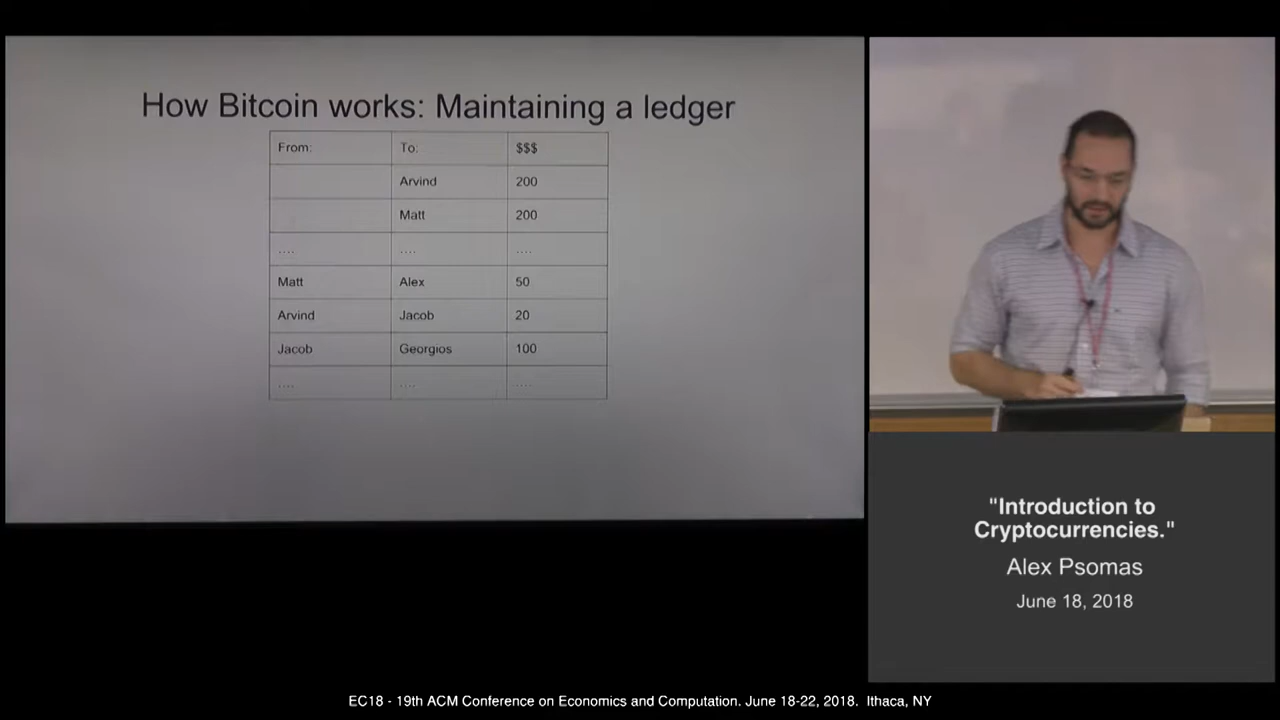 How Bitcoin works: Maintaining a ledger
From: To: $$$
Arvind 200
Matt 200
.... .... ....
Matt Alex 50
Arvind Jacob 20
Jacob Georgios 100
.... .... .....
"Introduction to
Cryptocurrencies."
Alex Psomas
June 18, 2018
EC18 - 19th ACM Conference on Economics and Computation. June 18-22, 2018. Ithaca, NY